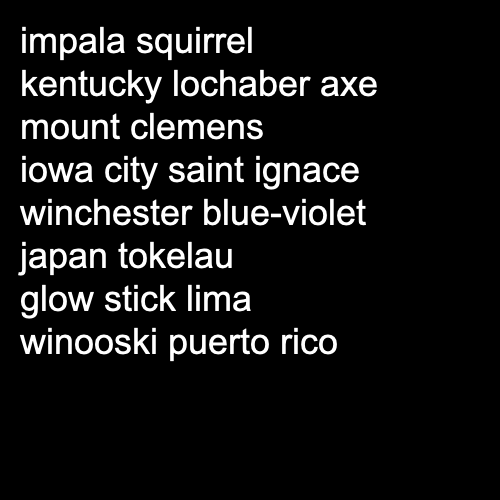 impala squirrel
kentucky lochaber axe
mount clemens
iowa city saint ignace
winchester blue-violet
japan tokelau
glow stick lima
winooski puerto rico